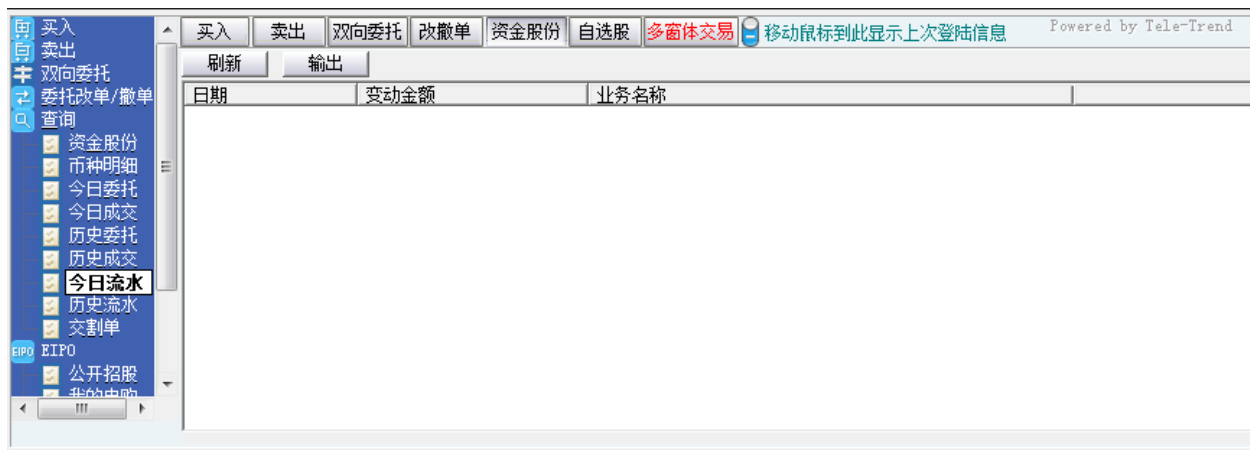 买入 卖出 双向委托 改撤单 资金股份 自选股 多窗体交易 移动鼠标到此显示上次登陆信息 Powered by Tele-Trend
刷新 输出
日期 变动金额 业务名称
买入
卖出
双向委托
委托改单/撤单
查询
资金股份
币种明细
今日委托
今日成交
历史委托
历史成交
今日流水
历史流水
交割单
EIPO EIPO
公开招股
我的申购